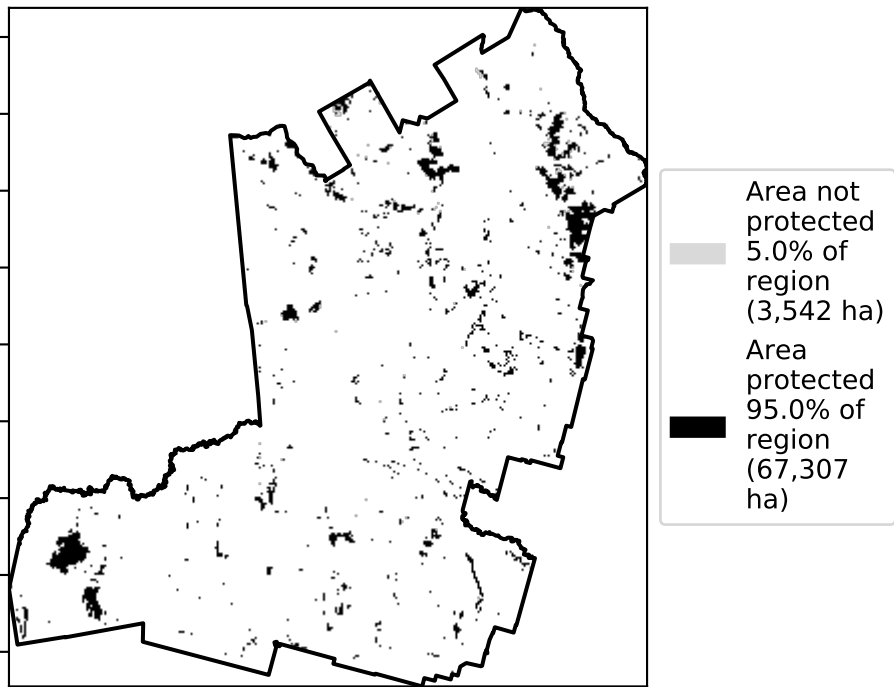 Area not
protected
5.0% of
region
(3,542 ha)
Area
protected
95.0% of
region
(67,307
ha)